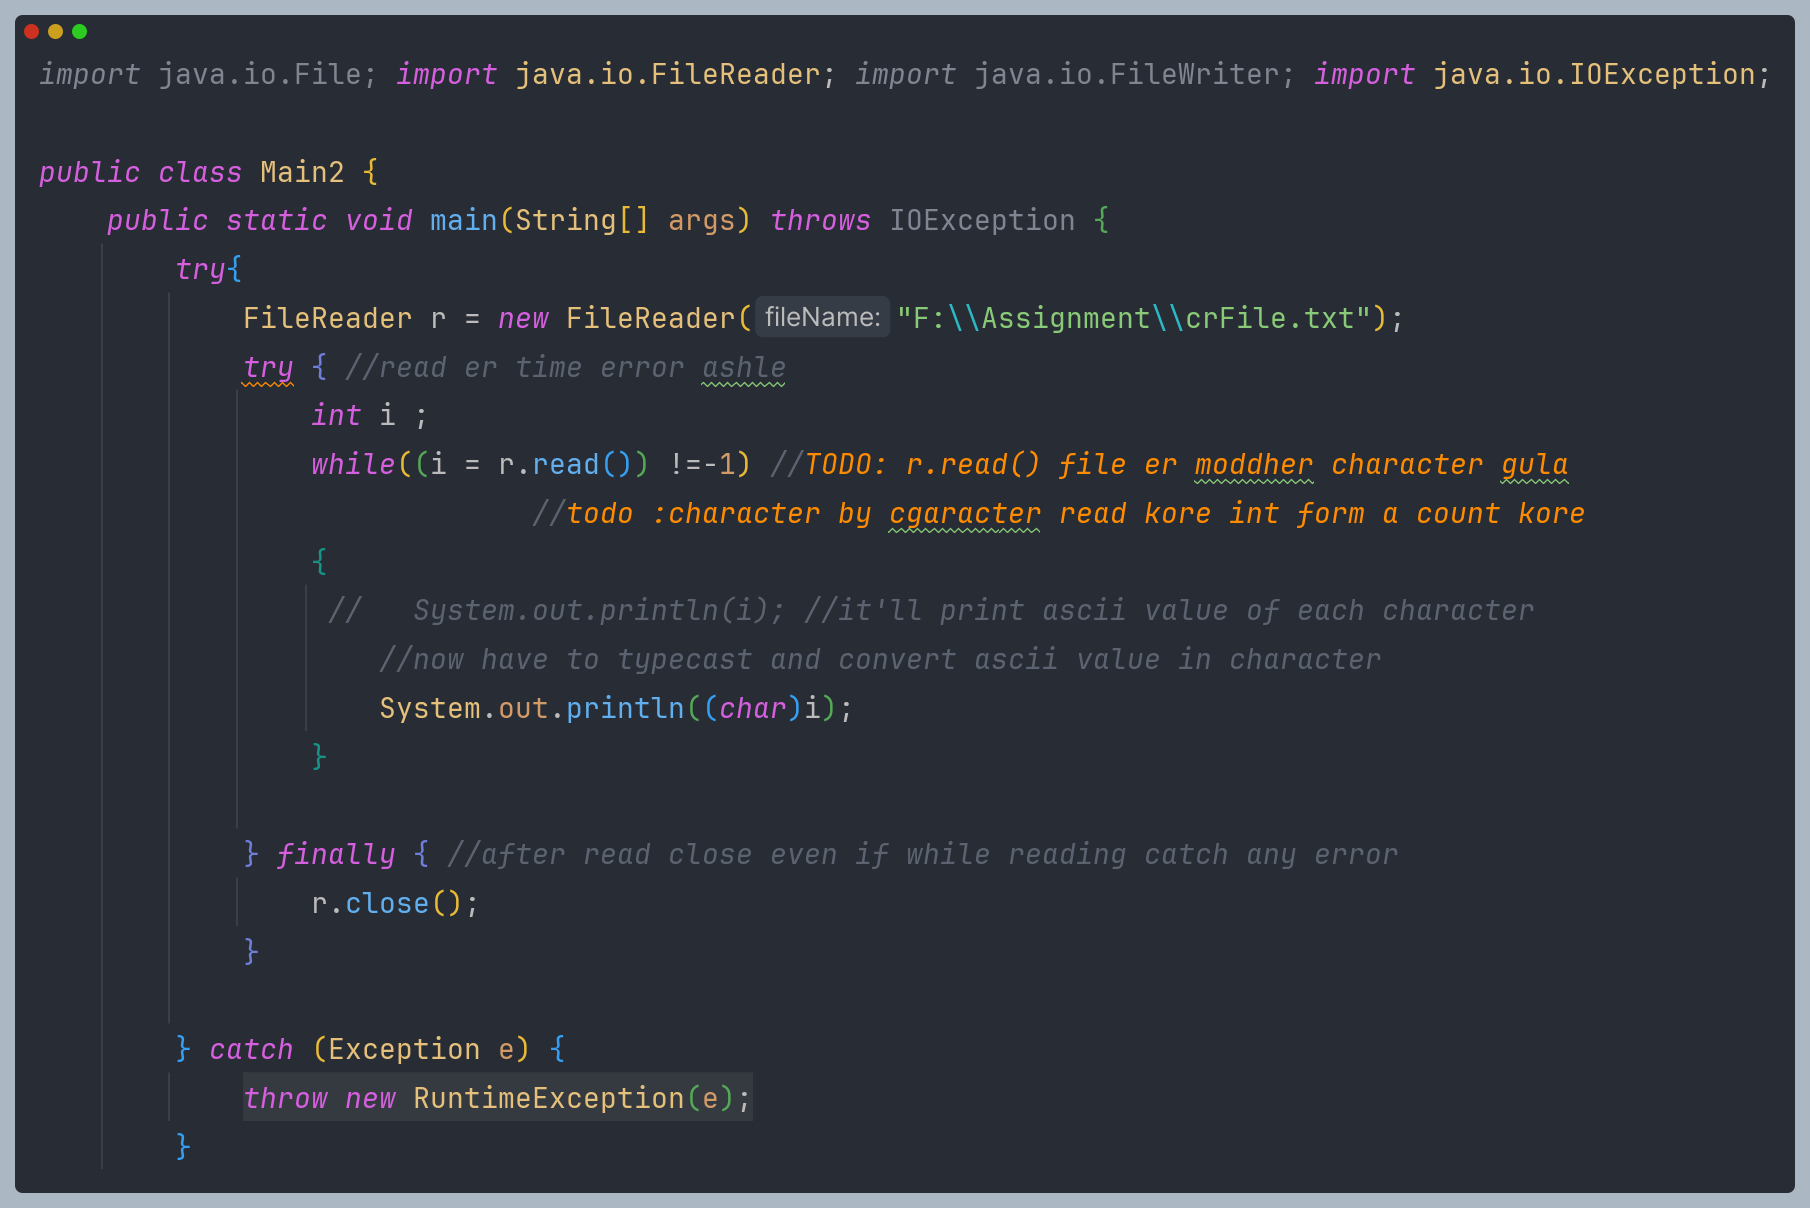 import java.io.File; import java.io.FileReader; import java.io.FileWriter; import java.io.IOException;
public class Main2 {
public static void main(String[] args) throws IOException {
try{
FileReader r = new FileReader( fileName: "F:\\Assignment\\crFile.txt");
try { //read er time error ashle
int i ;
while((i = r.read()) !=-1) //TODO: r.read() file er moddher character gula
//todo :character by cgaracter read kore int form a count kore
{
//   System.out.println(i); //it'll print ascii value of each character
//now have to typecast and convert ascii value in character
System.out.println((char)i);
}
} finally { //after read close even if while reading catch any error
r.close();
}
} catch (Exception e) {
throw new RuntimeException(e);
}